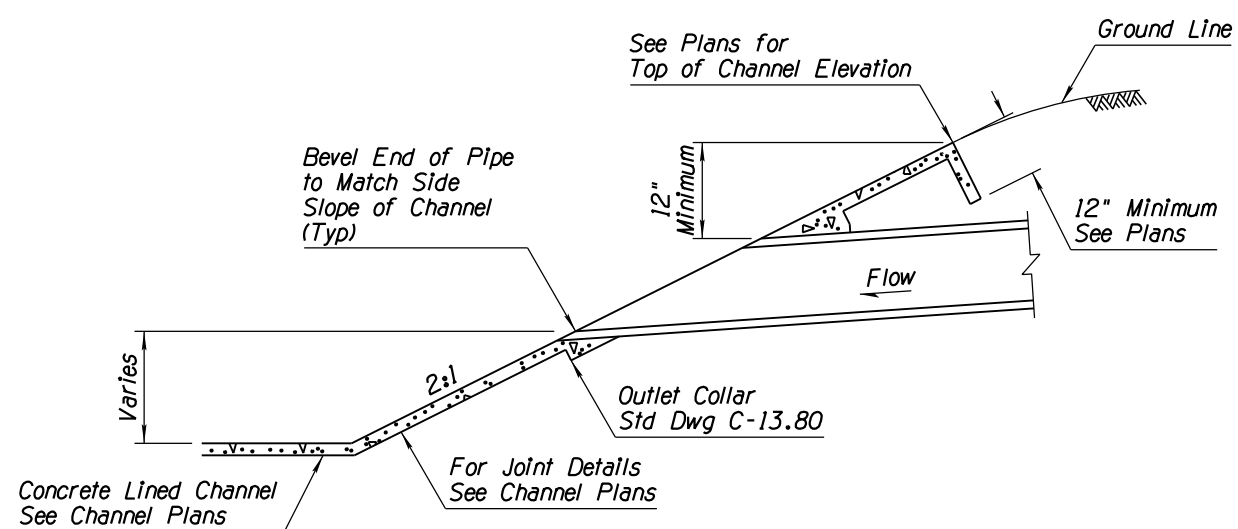 Ground Line
See Plans for
Top of Channel Elevation
12"
Minimum
Bevel End of Pipe
to Match Side
Slope of Channel
(Typ)
12" Minimum
See Plans
Flow
Varies
2:1
Outlet Collar
Std Dwg C-13.80
For Joint Details
See Channel Plans
Concrete Lined Channel
See Channel Plans